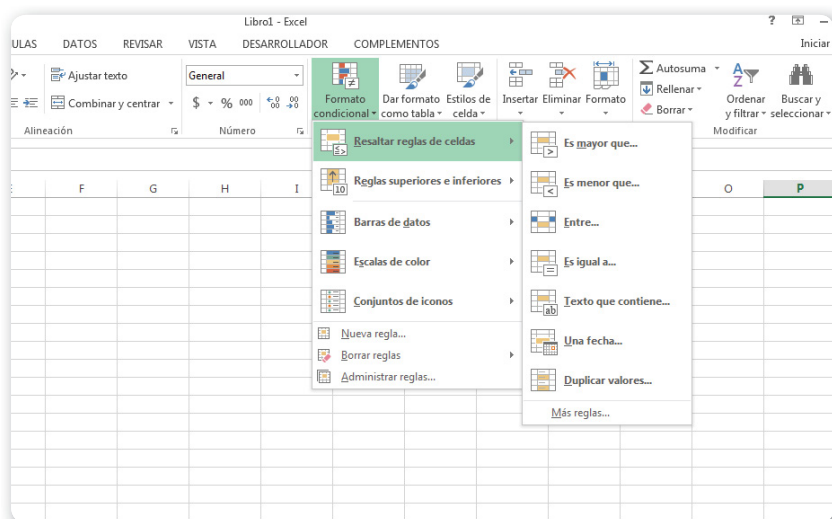 Libro1 - Excel
?
ULAS DATOS REVISAR VISTA DESARROLLADOR COMPLEMENTOS Iniciar
Ajustar texto
General
Combinar y centrar
$ % 000
Alineación
Número
Formato condicional
Dar formato como tabla
Estilos de celda
Insertar Eliminar Formato
Autosuma
Rellenar
Borrar
Ordenar y filtrar
Buscar y seleccionar
Modificar
F G H I O P
Resaltar reglas de celdas
Reglas superiores e inferiores
Barras de datos
Escalas de color
Conjuntos de iconos
Nueva regla...
Borrar reglas
Administrar reglas...
Es mayor que...
Es menor que...
Entre...
Es igual a...
Texto que contiene...
Una fecha...
Duplicar valores...
Más reglas...